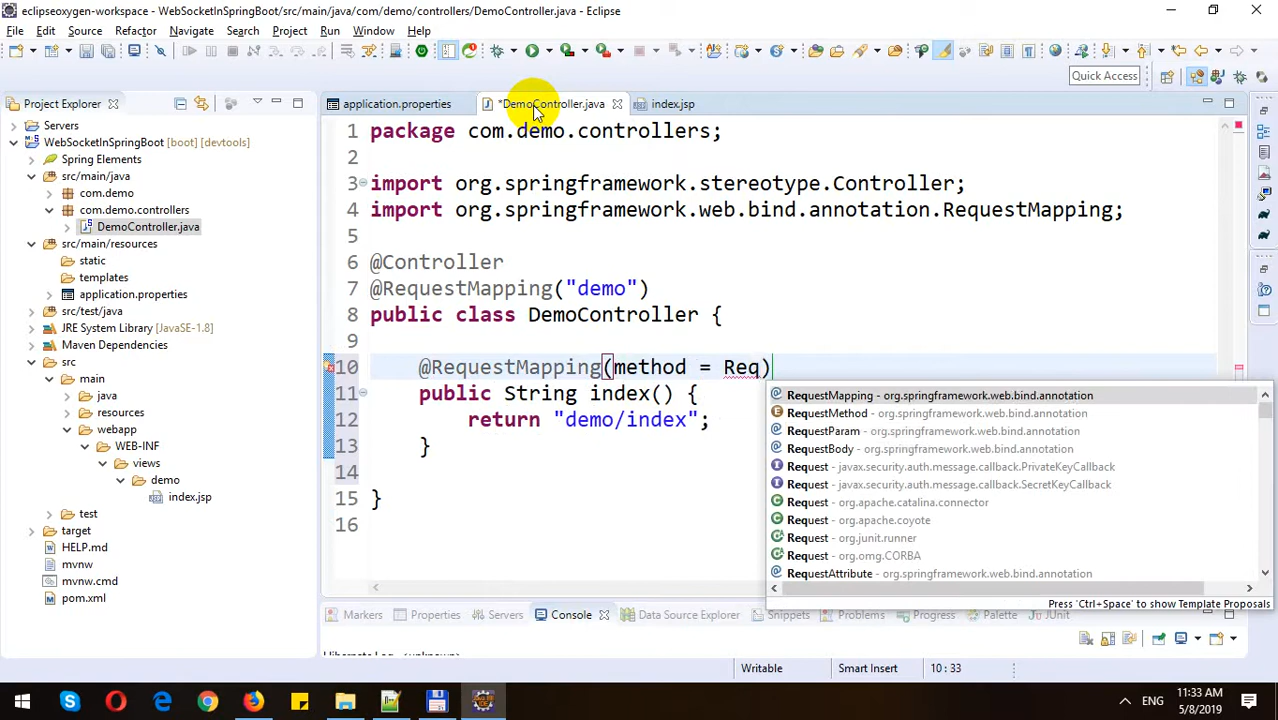 eclipseoxygen-workspace - WebSocketInSpringBoot/src/main/java/com/demo/controllers/DemoController.java - Eclipse
File Edit Source Refactor Navigate Search Project Run Window Help
Quick Access
Project Explorer
application.properties
*DemoController.java
index.jsp
Servers
WebSocketInSpringBoot [boot] [devtools]
Spring Elements
src/main/java
com.demo
com.demo.controllers
DemoController.java
src/main/resources
static
templates
application.properties
src/test/java
JRE System Library [JavaSE-1.8]
Maven Dependencies
src
main
java
resources
webapp
WEB-INF
views
demo
index.jsp
test
target
HELP.md
mvnw
mvnw.cmd
pom.xml
1 package com.demo.controllers;
2
3 import org.springframework.stereotype.Controller;
4 import org.springframework.web.bind.annotation.RequestMapping;
5
6 @Controller
7 @RequestMapping("demo")
8 public class DemoController {
9
10 @RequestMapping(method = Req)
11 public String index() {
12 return "demo/index";
13 }
14
15 }
16
RequestMapping - org.springframework.web.bind.annotation
RequestMethod - org.springframework.web.bind.annotation
RequestParam - org.springframework.web.bind.annotation
RequestBody - org.springframework.web.bind.annotation
Request - javax.security.auth.message.callback.PrivateKeyCallback
Request - javax.security.auth.message.callback.SecretKeyCallback
Request - org.apache.catalina.connector
Request - org.apache.coyote
Request - org.junit.runner
Request - org.omg.CORBA
RequestAttribute - org.springframework.web.bind.annotation
Press 'Ctrl+Space' to show Template Proposals
Markers Properties Servers Console Data Source Explorer Snippets Problems Progress Palette JUnit
Writable Smart Insert 10 : 33
ENG
11:33 AM
5/8/2019